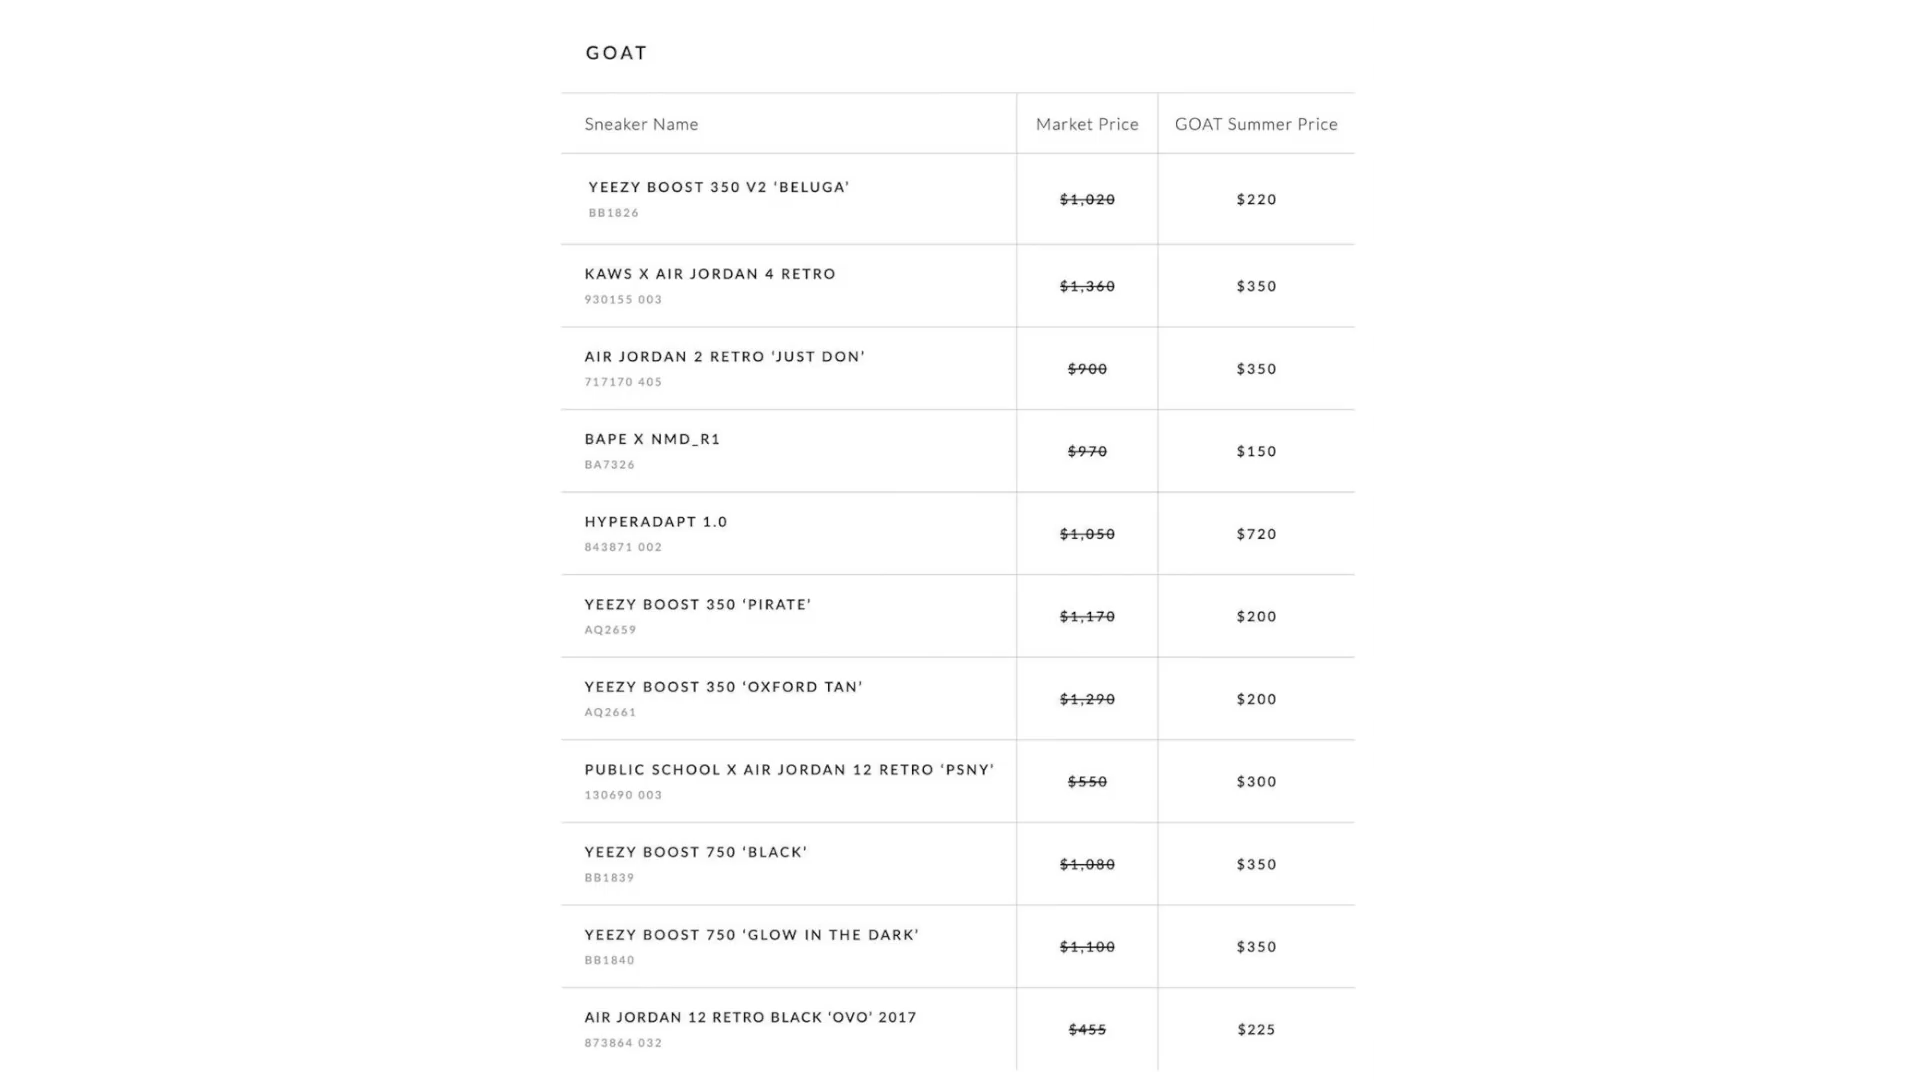 GOAT
Sneaker Name Market Price GOAT Summer Price
YEEZY BOOST 350 V2 'BELUGA' $1,020 $220
BB1826
KAWS X AIR JORDAN 4 RETRO $1,360 $350
930155 003
AIR JORDAN 2 RETRO ‘JUST DON’ $900 $350
717170 405
BAPE X NMD_R1 $970 $150
BA7326
HYPERADAPT 1.0 $1,050 $720
843871 002
YEEZY BOOST 350 ‘PIRATE’ $1,170 $200
AQ2659
YEEZY BOOST 350 ‘OXFORD TAN’ $1,290 $200
AQ2661
PUBLIC SCHOOL X AIR JORDAN 12 RETRO ‘PSNY’ $550 $300
130690 003
YEEZY BOOST 750 ‘BLACK’ $1,080 $350
BB1839
YEEZY BOOST 750 ‘GLOW IN THE DARK’ $1,100 $350
BB1840
AIR JORDAN 12 RETRO BLACK ‘OVO’ 2017 $455 $225
873864 032